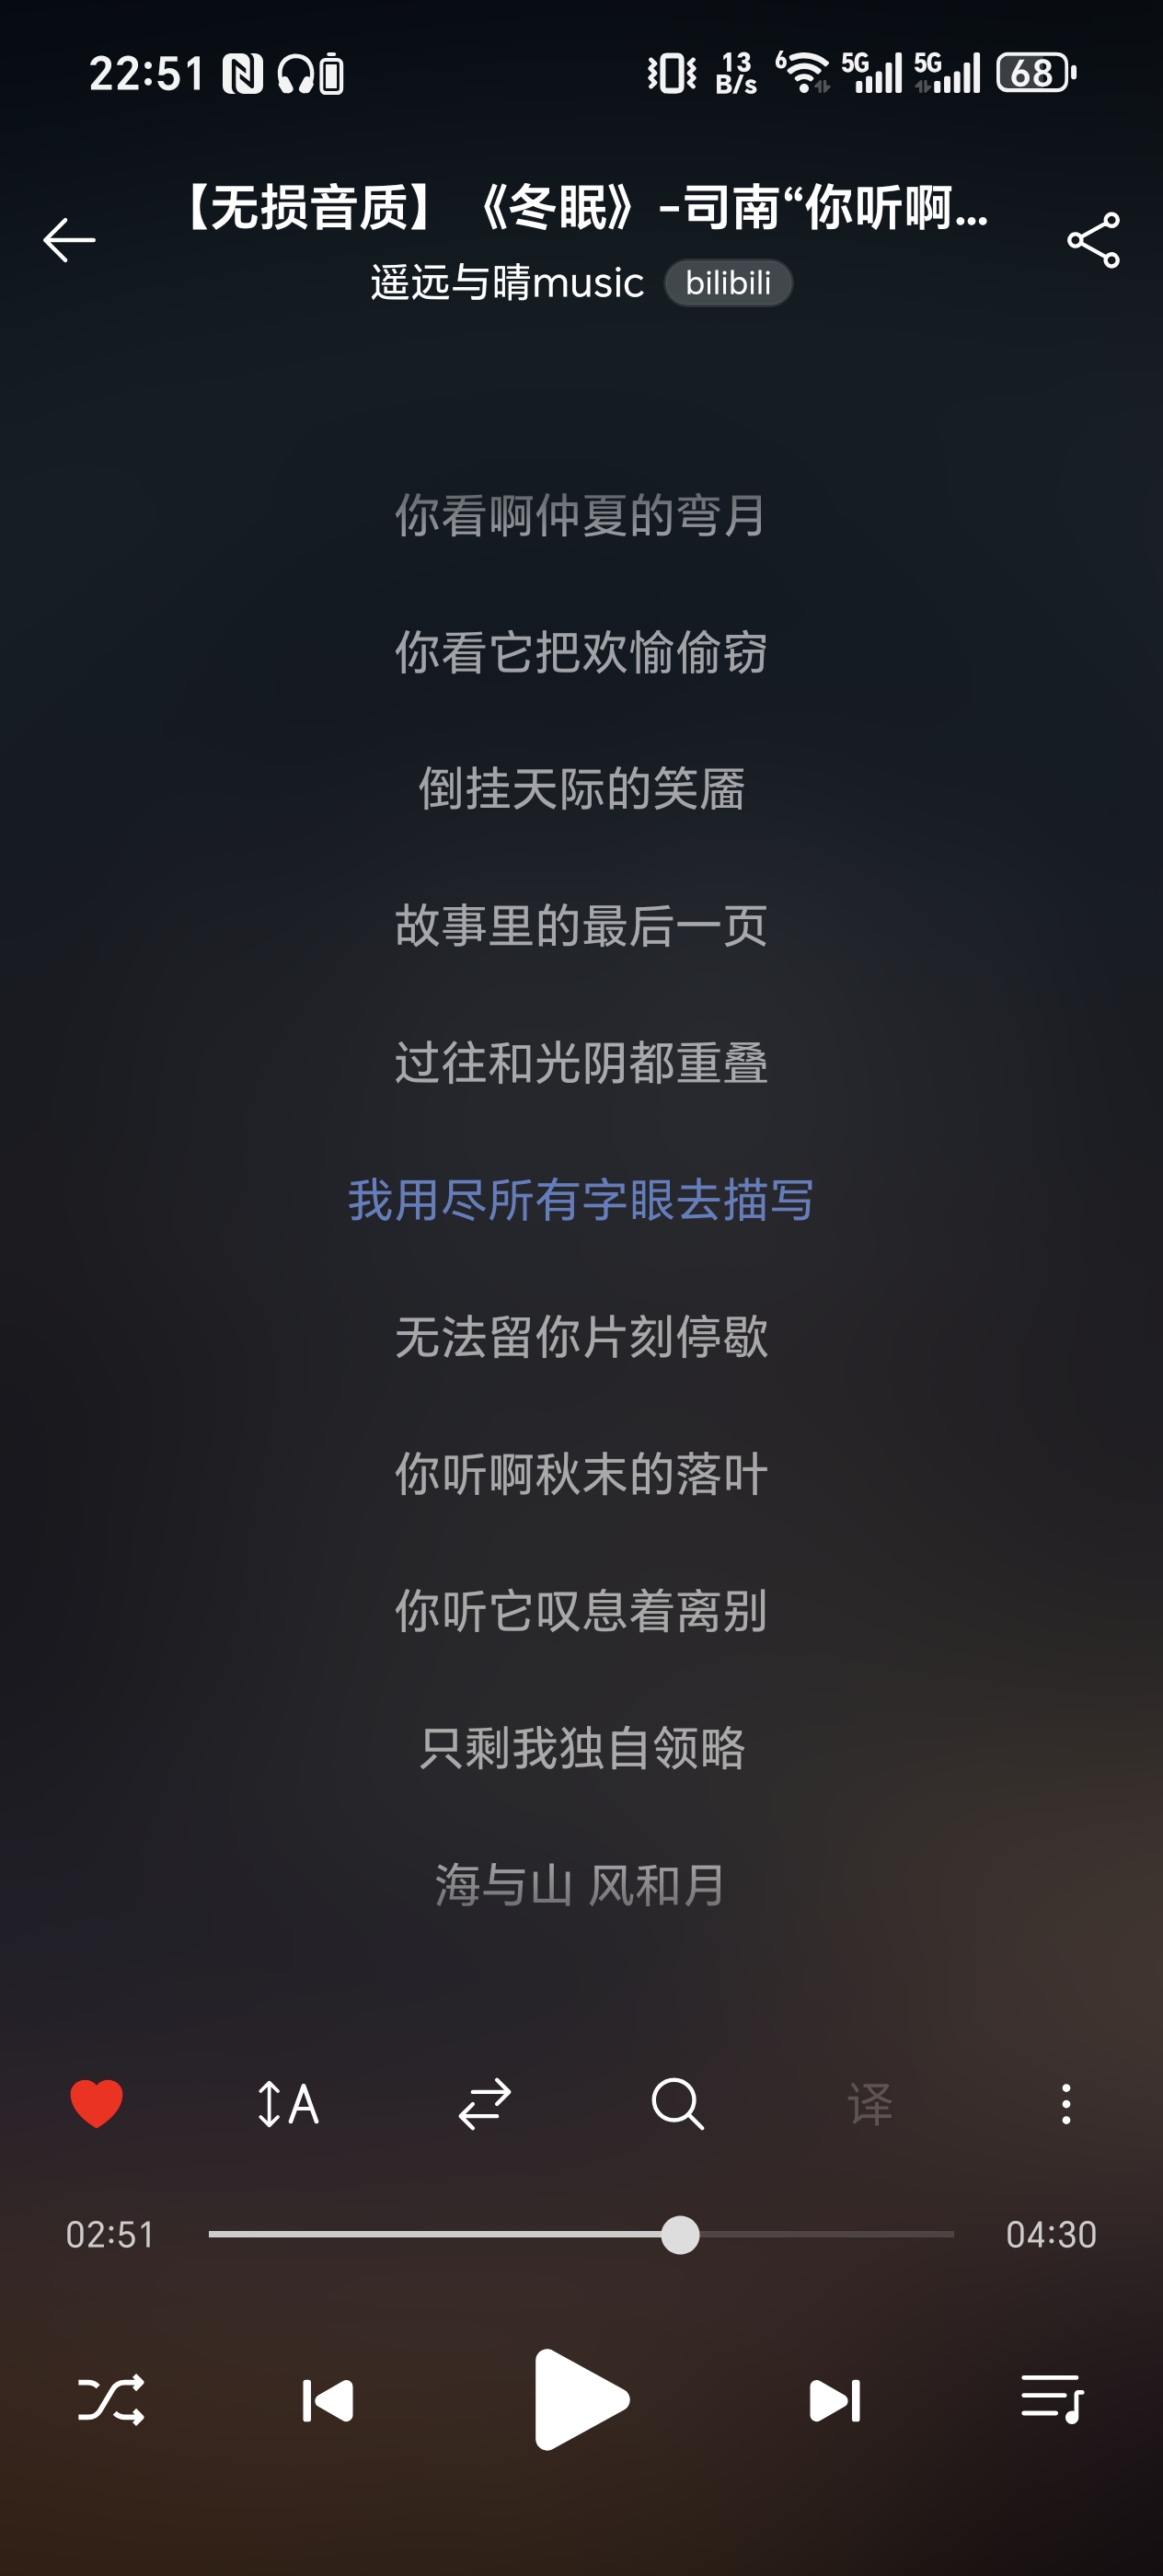 22:51 13 B/s 6 5G 5G 68
【无损音质】《冬眠》-司南“你听啊...
遥远与晴music bilibili
你看啊仲夏的弯月
你看它把欢愉偷窃
倒挂天际的笑靥
故事里的最后一页
过往和光阴都重叠
我用尽所有字眼去描写
无法留你片刻停歇
你听啊秋末的落叶
你听它叹息着离别
只剩我独自领略
海与山 风和月
A 译
02:51 04:30